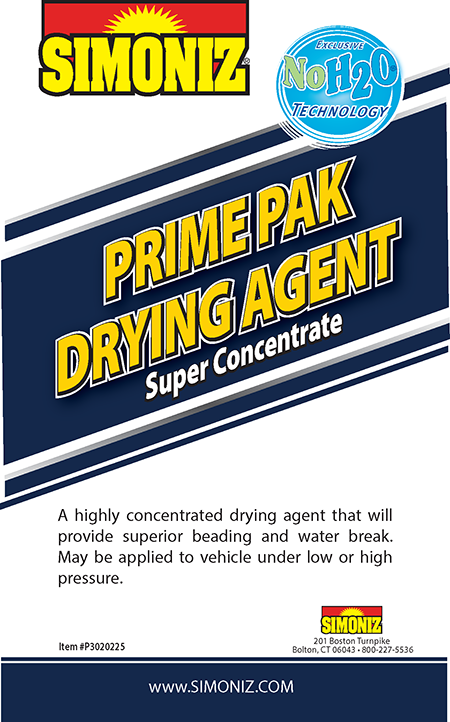 SIMONIZ®
EXCLUSIVE
NoH2O
TECHNOLOGY
PRIME PAK
DRYING AGENT
Super Concentrate
A highly concentrated drying agent that will
provide superior beading and water break.
May be applied to vehicle under low or high
pressure.
SIMONIZ
201 Boston Turnpike
Bolton, CT 06043 • 800-227-5536
Item #P3020225
www.SIMONIZ.COM